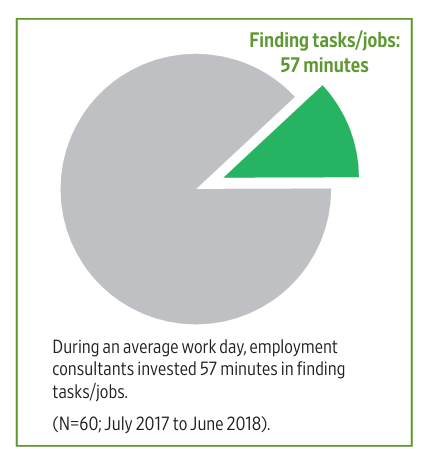 Finding tasks/jobs:
57 minutes
During an average work day, employment
consultants invested 57 minutes in finding
tasks/jobs.
(N=60; July 2017 to June 2018).